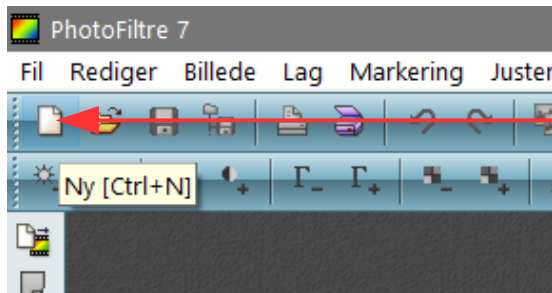 PhotoFiltre 7
Fil Rediger Billede Lag Markering Juster
Ny [Ctrl+N]